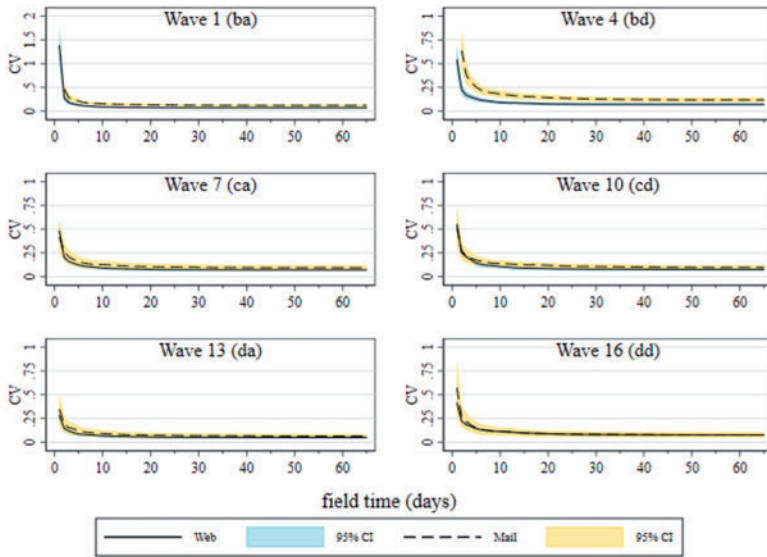 Wave 1 (ba)
CV
2
1.5
1
.5
0
0 10 20 30 40 50 60
Wave 4 (bd)
CV
1
.75
.5
.25
0
0 10 20 30 40 50 60
Wave 7 (ca)
CV
1
.75
.5
.25
0
0 10 20 30 40 50 60
Wave 10 (cd)
CV
1
.75
.5
.25
0
0 10 20 30 40 50 60
Wave 13 (da)
CV
1
.75
.5
.25
0
0 10 20 30 40 50 60
Wave 16 (dd)
CV
1
.75
.5
.25
0
0 10 20 30 40 50 60
field time (days)
Web 95% CI Mail 95% CI